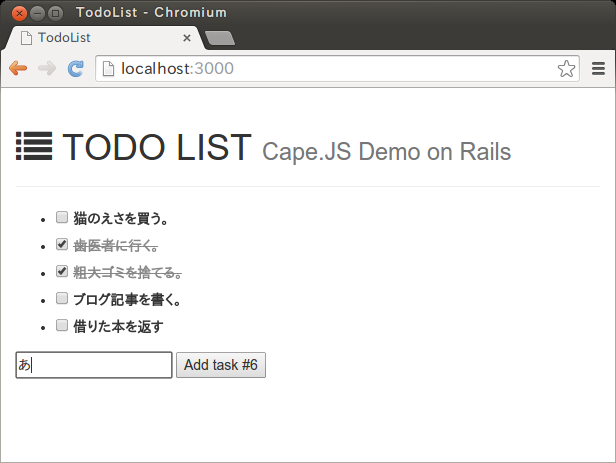 TodoList - Chromium
TodoList
localhost:3000
TODO LIST Cape.JS Demo on Rails
猫のえさを買う。
歯医者に行く。
粗大ゴミを捨てる。
ブログ記事を書く。
借りた本を返す
あ Add task #6